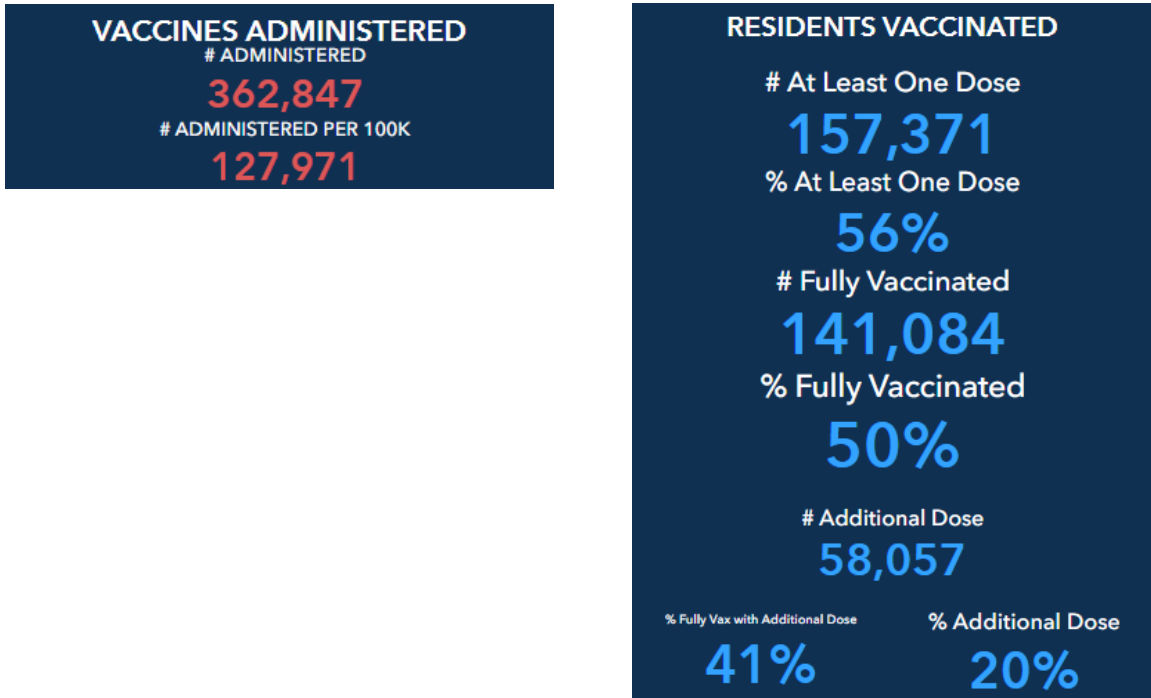 VACCINES ADMINISTERED
# ADMINISTERED
362,847
# ADMINISTERED PER 100K
127,971
RESIDENTS VACCINATED
# At Least One Dose
157,371
% At Least One Dose
56%
# Fully Vaccinated
141,084
% Fully Vaccinated
50%
# Additional Dose
58,057
% Fully Vax with Additional Dose
41%
% Additional Dose
20%